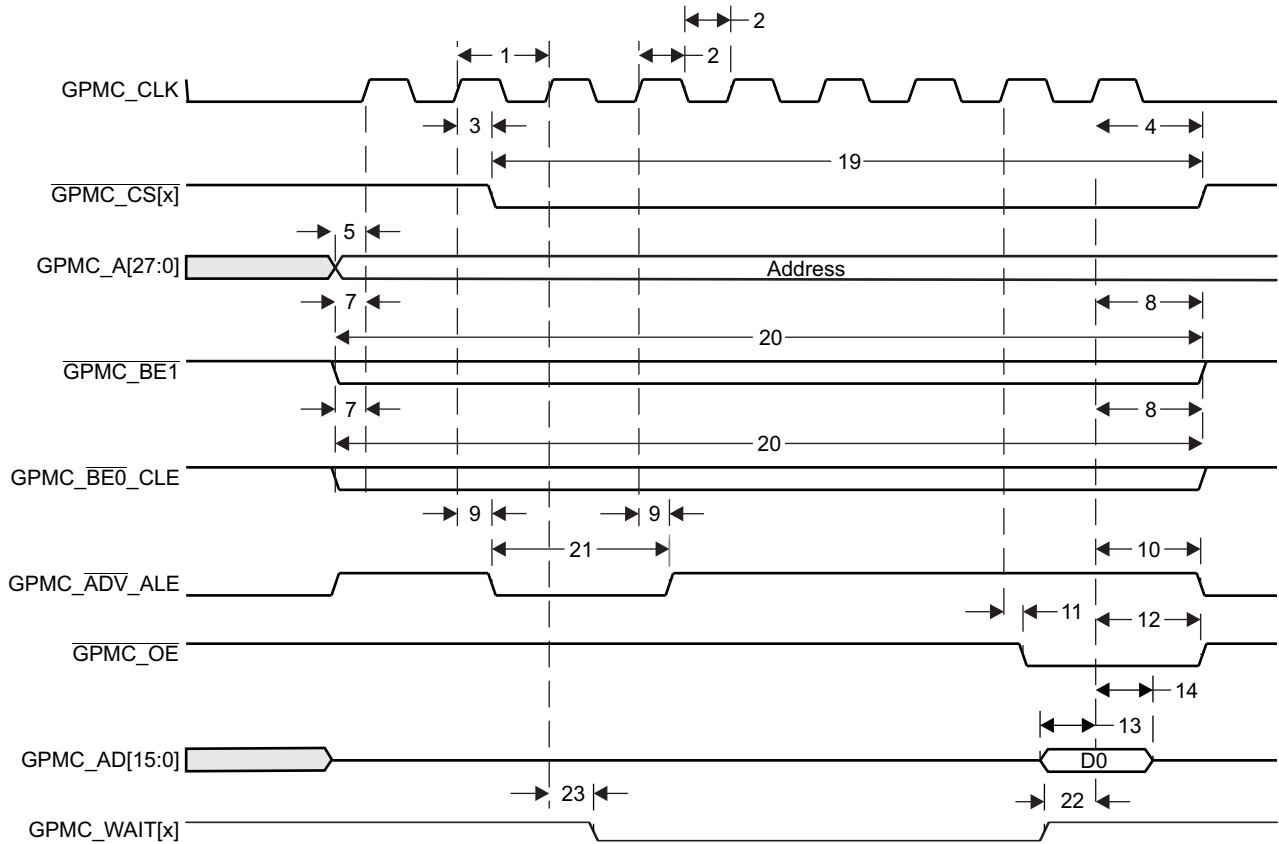 2
1
2
GPMC_CLK
3
4
19
GPMC_CS[x]
5
GPMC_A[27:0]
Address
7
8
20
GPMC_BE1
7
8
20
GPMC_BE0_CLE
9
9
21
10
GPMC_ADV_ALE
11
12
GPMC_OE
14
13
GPMC_AD[15:0]
D0
23
22
GPMC_WAIT[x]